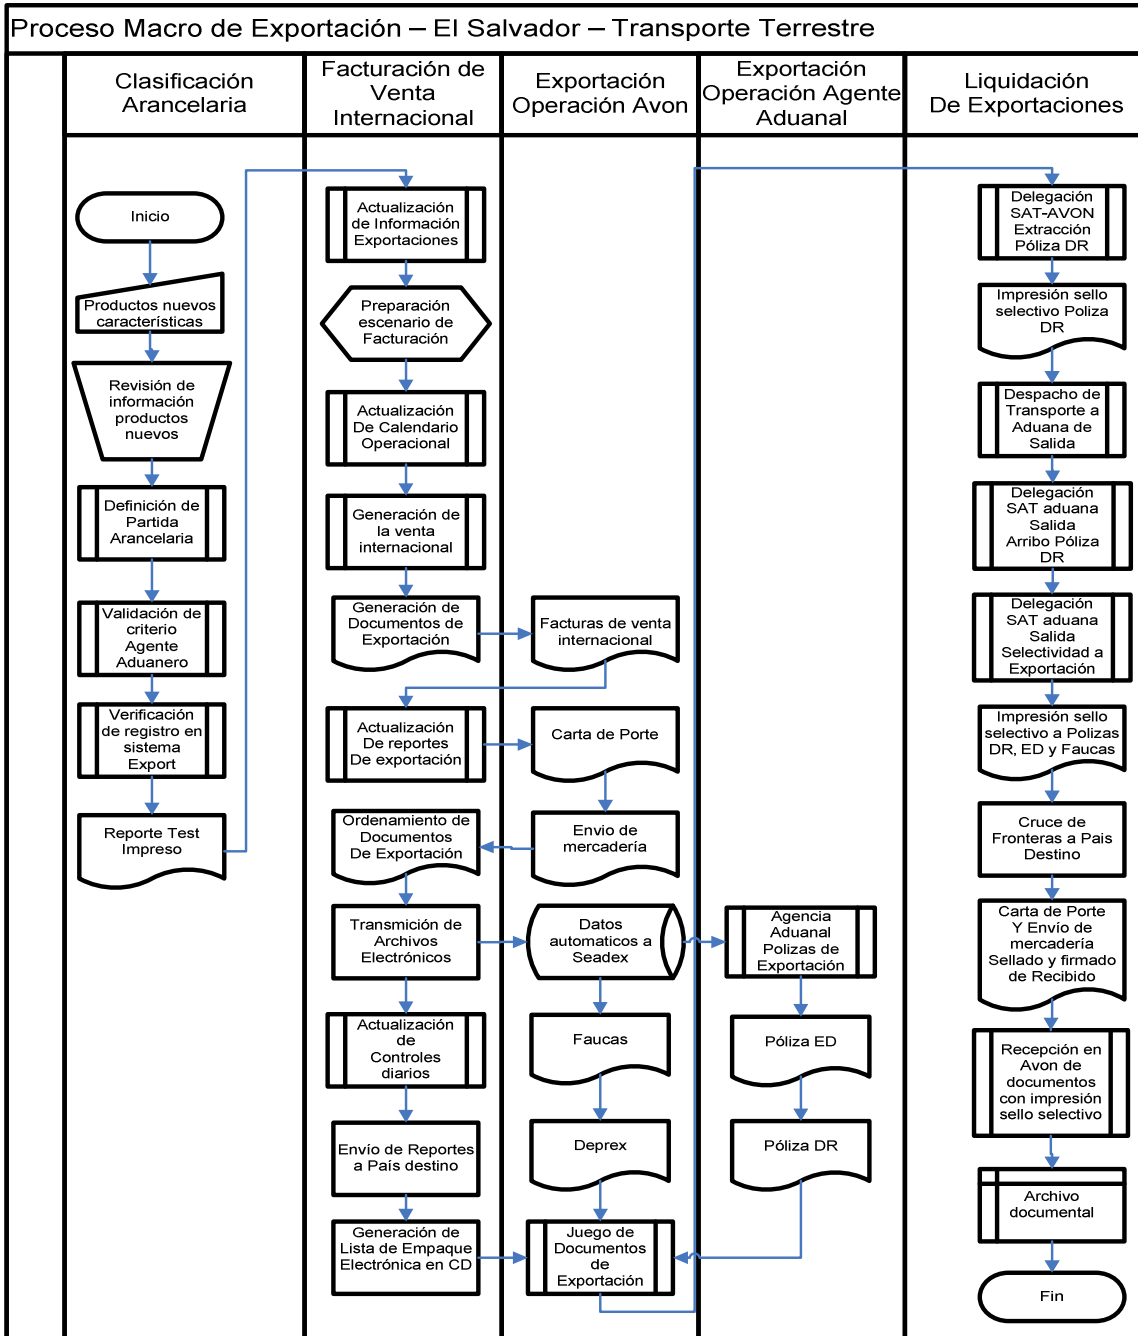 Proceso Macro de Exportación – El Salvador – Transporte Terrestre
Clasificación
Arancelaria
Facturación de
Venta
Internacional
Exportación
Operación Avon
Exportación
Operación Agente
Aduanal
Liquidación
De Exportaciones
Inicio
Productos nuevos
características
Revisión de
información
productos
nuevos
Definición de
Partida
Arancelaria
Validación de
criterio
Agente
Aduanero
Verificación
de registro en
sistema
Export
Reporte Test
Impreso
Actualización
de Información
Exportaciones
Preparación
escenario de
Facturación
Actualización
De Calendario
Operacional
Generación de
la venta
internacional
Generación de
Documentos de
Exportación
Actualización
De reportes
De exportación
Ordenamiento de
Documentos
De Exportación
Transmición de
Archivos
Electrónicos
Actualización
de
Controles
diarios
Envío de Reportes
a País destino
Generación de
Lista de Empaque
Electrónica en CD
Facturas de venta
internacional
Carta de Porte
Envio de
mercadería
Datos
automaticos a
Seadex
Faucas
Deprex
Juego de
Documentos
de
Exportación
Agencia
Aduanal
Polizas de
Exportación
Póliza ED
Póliza DR
Delegación
SAT-AVON
Extracción
Póliza DR
Impresión sello
selectivo Poliza
DR
Despacho de
Transporte a
Aduana de
Salida
Delegación
SAT aduana
Salida
Arribo Póliza
DR
Delegación
SAT aduana
Salida
Selectividad a
Exportación
Impresión sello
selectivo a Polizas
DR, ED y Faucas
Cruce de
Fronteras a Pais
Destino
Carta de Porte
Y Envío de
mercadería
Sellado y firmado
de Recibido
Recepción en
Avon de
documentos
con impresión
sello selectivo
Archivo
documental
Fin